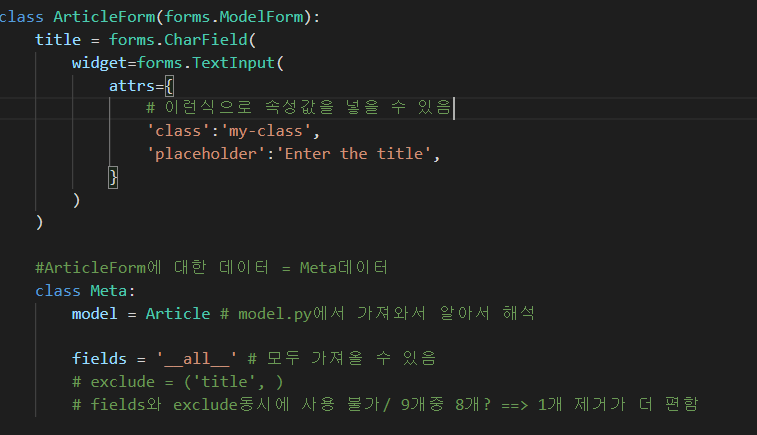 class ArticleForm(forms.ModelForm):
    title = forms.CharField(
        widget=forms.TextInput(
            attrs={
                # 이런식으로 속성값을 넣을 수 있음
                'class':'my-class',
                'placeholder':'Enter the title',
            }
        )
    )
    #ArticleForm에 대한 데이터 = Meta데이터
    class Meta:
        model = Article # model.py에서 가져와서 알아서 해석
        fields = '__all__' # 모두 가져올 수 있음
        # exclude = ('title', )
        # fields와 exclude동시에 사용 불가/ 9개중 8개? ==> 1개 제거가 더 편함